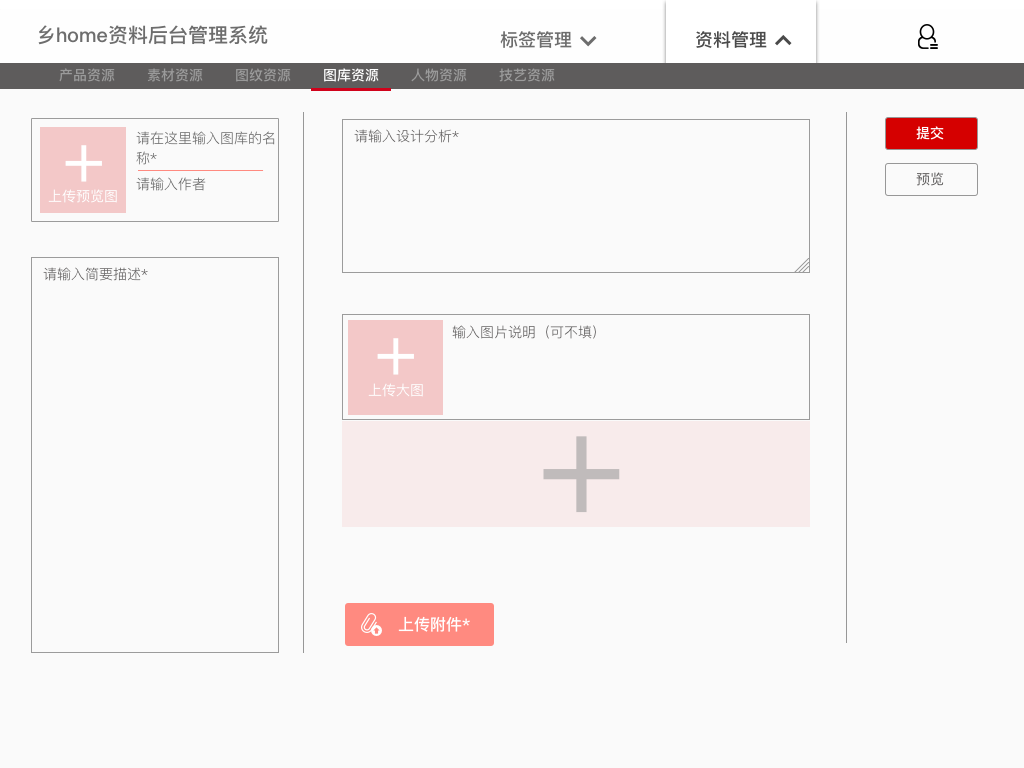 乡home资料后台管理系统
标签管理
资料管理
产品资源
素材资源
图纹资源
图库资源
人物资源
技艺资源
请在这里输入图库的名
称*
请输入作者
上传预览图
请输入简要描述*
请输入设计分析*
输入图片说明（可不填）
上传大图
上传附件*
提交
预览